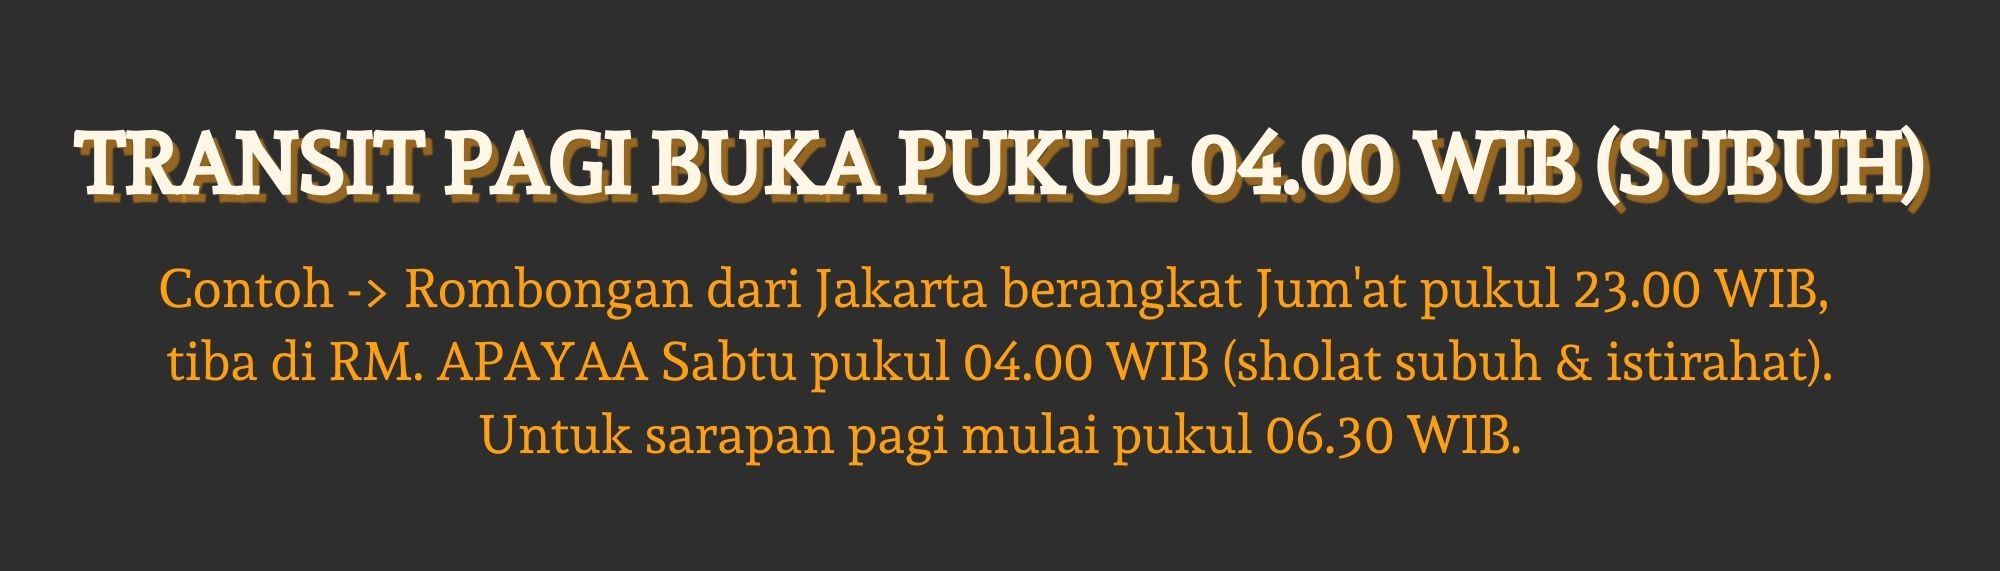 TRANSIT PAGI BUKA PUKUL 04.00 WIB (SUBUH)
Contoh -> Rombongan dari Jakarta berangkat Jum'at pukul 23.00 WIB,
tiba di RM. APAYAA Sabtu pukul 04.00 WIB (sholat subuh & istirahat).
Untuk sarapan pagi mulai pukul 06.30 WIB.